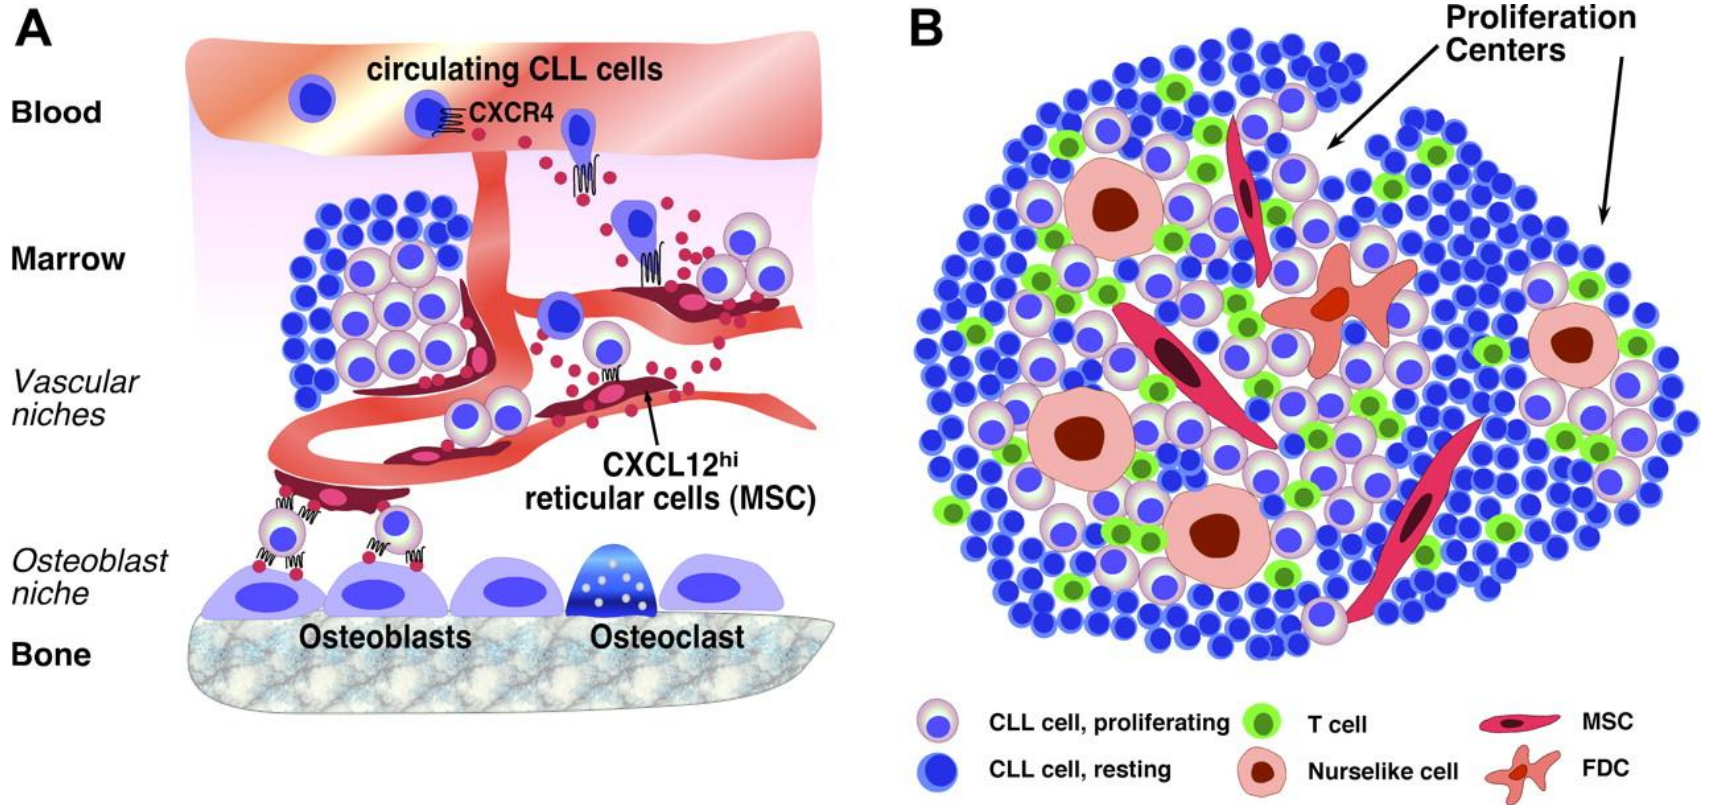 A
circulating CLL cells
Blood
CXCR4
Marrow
Vascular
niches
CXCL12hi
reticular cells (MSC)
Osteoblast
niche
Osteoblasts
Osteoclast
Bone
B
Proliferation
Centers
CLL cell, proliferating
T cell
MSC
CLL cell, resting
Nurselike cell
FDC